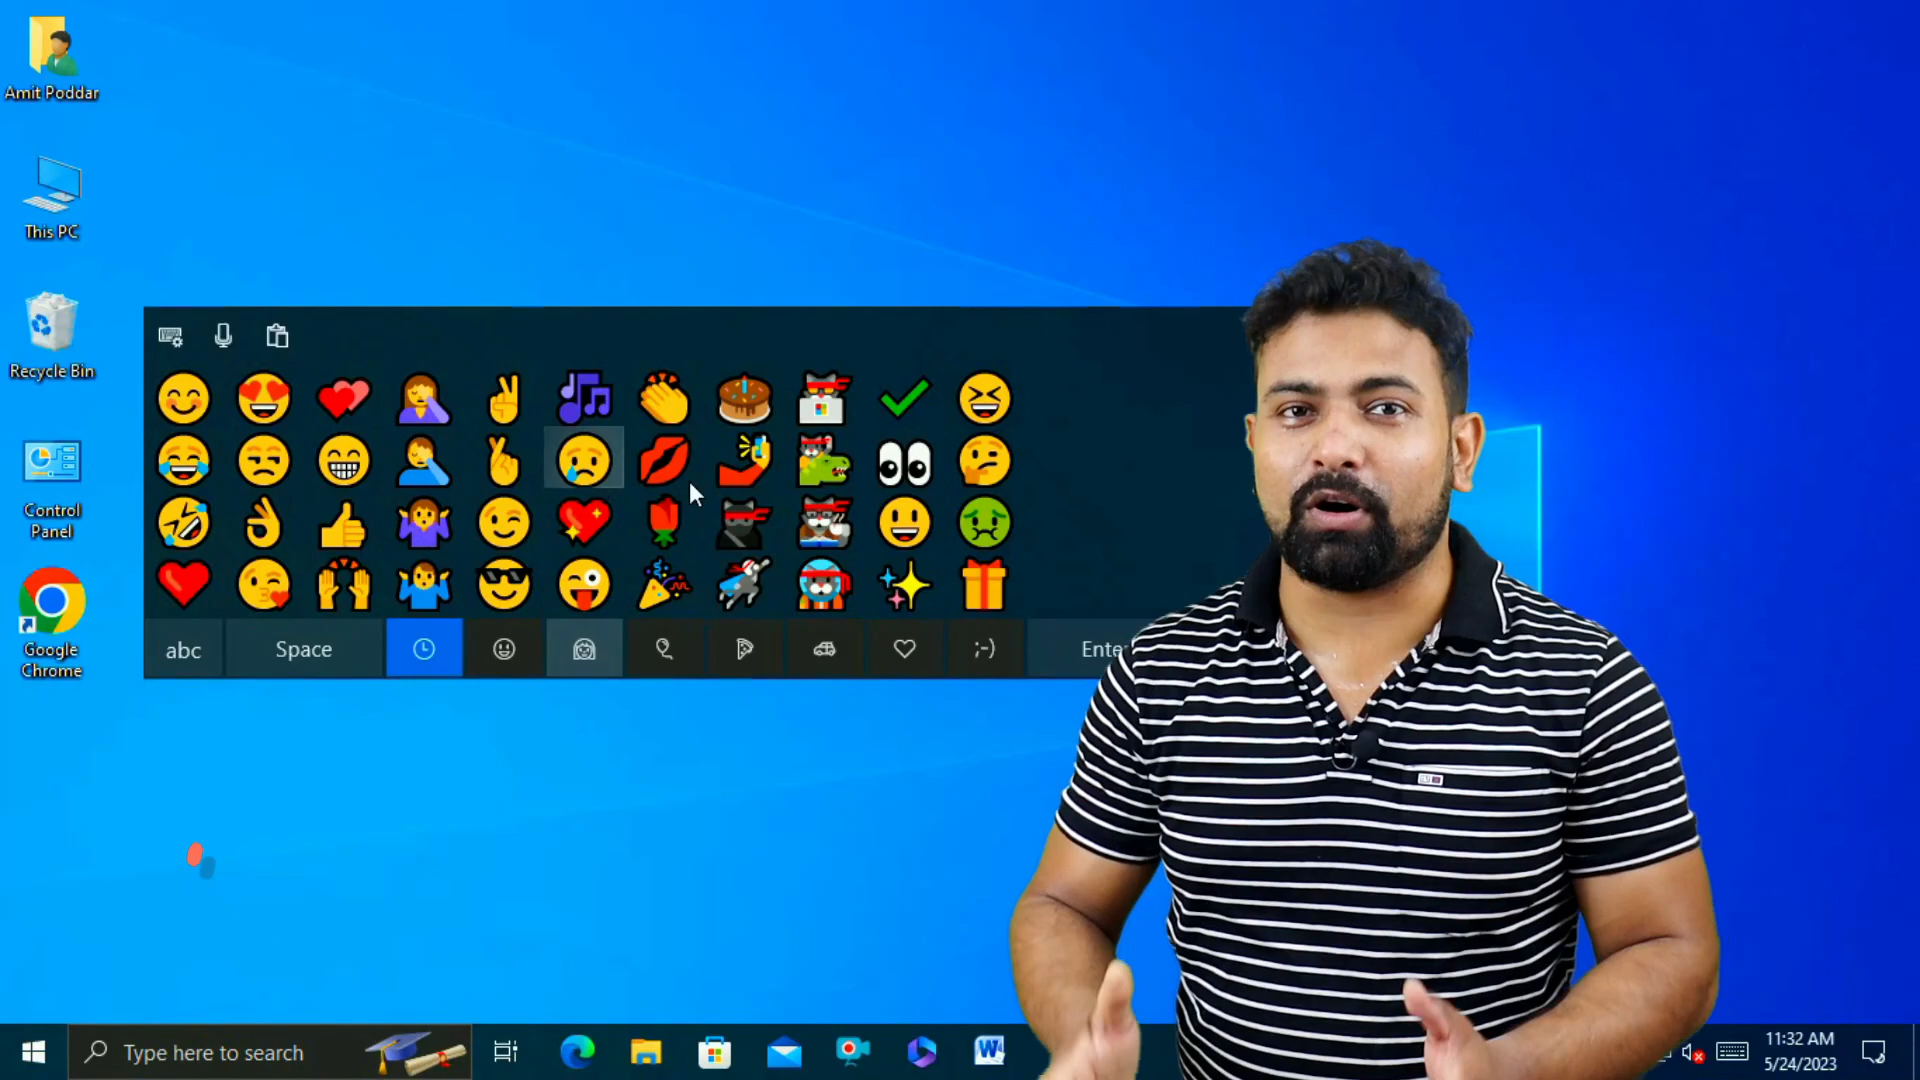 Amit Poddar
This PC
Recycle Bin
Control
Panel
Google
Chrome
abc
Space
;-)
Ente
Type here to search
11:32 AM
5/24/2023